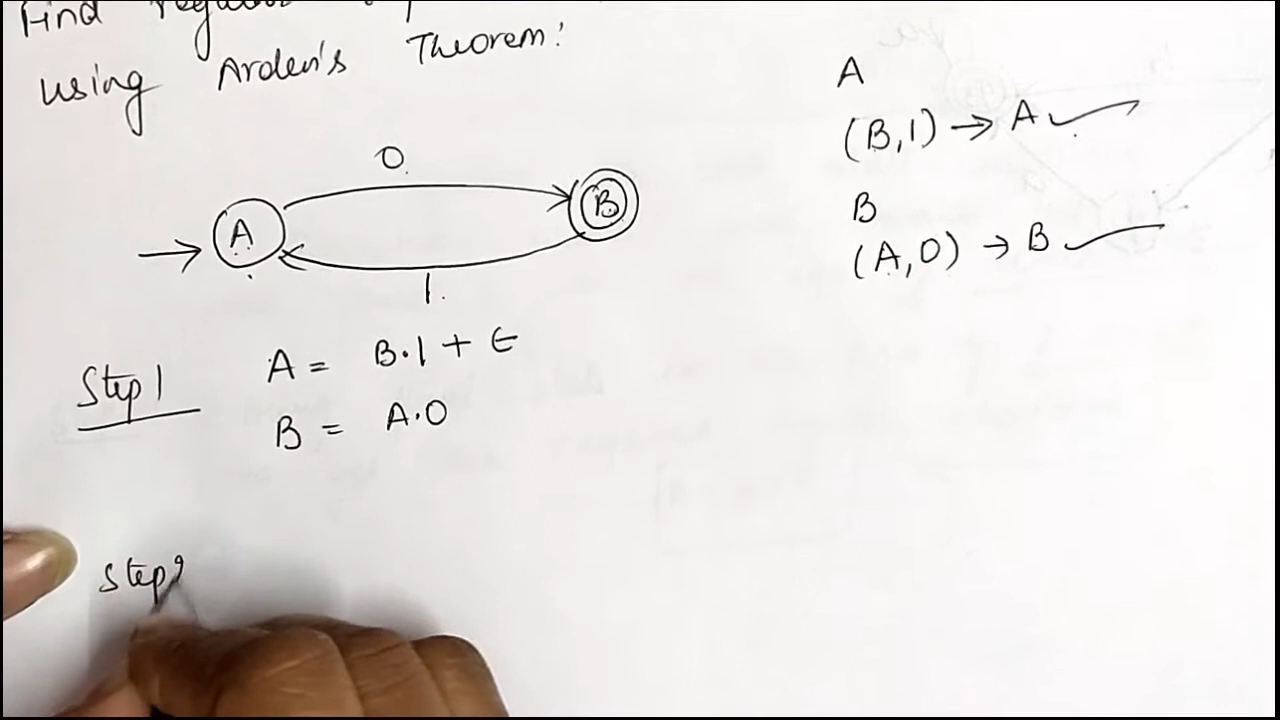 Find
using Arden's Theorem:
0
A
B
1
Step 1
A = B.1 + ε
B = A.0
Step
A
(B,1) → A
B
(A,0) → B